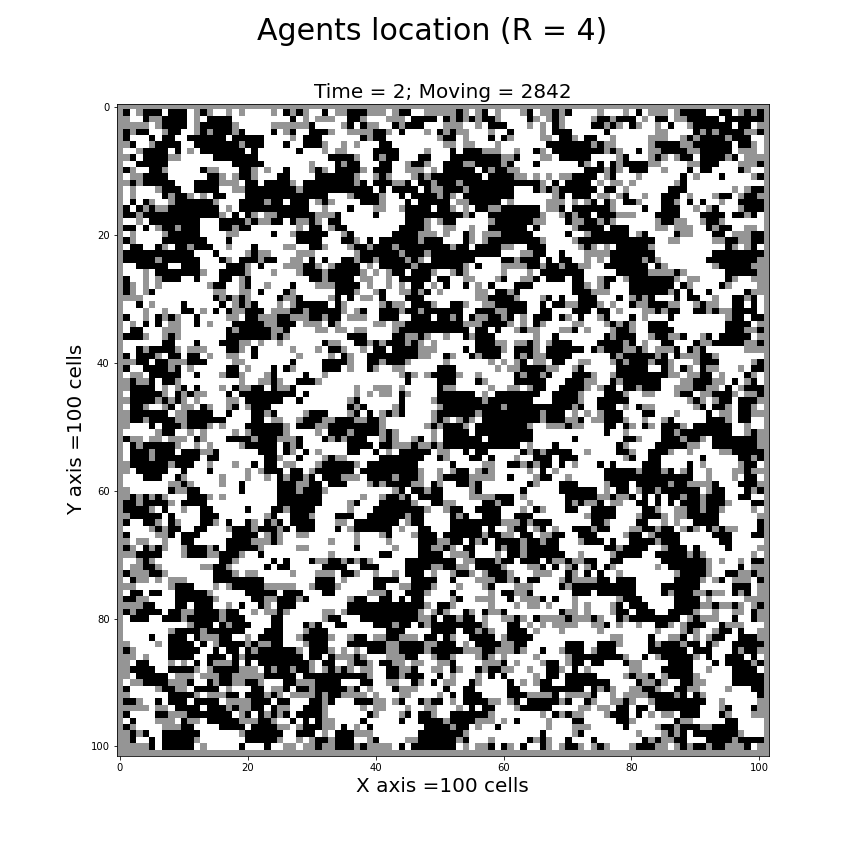 Agents location (R = 4)
Time = 2; Moving = 2842
0
20
40
60
80
100
Y axis =100 cells
0 20 40 60 80 100
X axis =100 cells